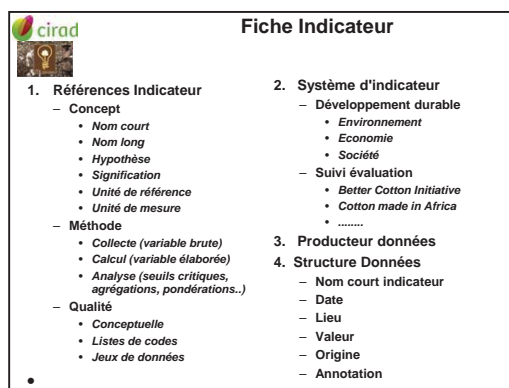 cirad
Fiche Indicateur
1. Références Indicateur
– Concept
• Nom court
• Nom long
• Hypothèse
• Signification
• Unité de référence
• Unité de mesure
– Méthode
• Collecte (variable brute)
• Calcul (variable élaborée)
• Analyse (seuils critiques,
agrégations, pondérations..)
– Qualité
• Conceptuelle
• Listes de codes
• Jeux de données
•
2. Système d'indicateur
– Développement durable
• Environnement
• Economie
• Société
– Suivi évaluation
• Better Cotton Initiative
• Cotton made in Africa
• ........
3. Producteur données
4. Structure Données
– Nom court indicateur
– Date
– Lieu
– Valeur
– Origine
– Annotation